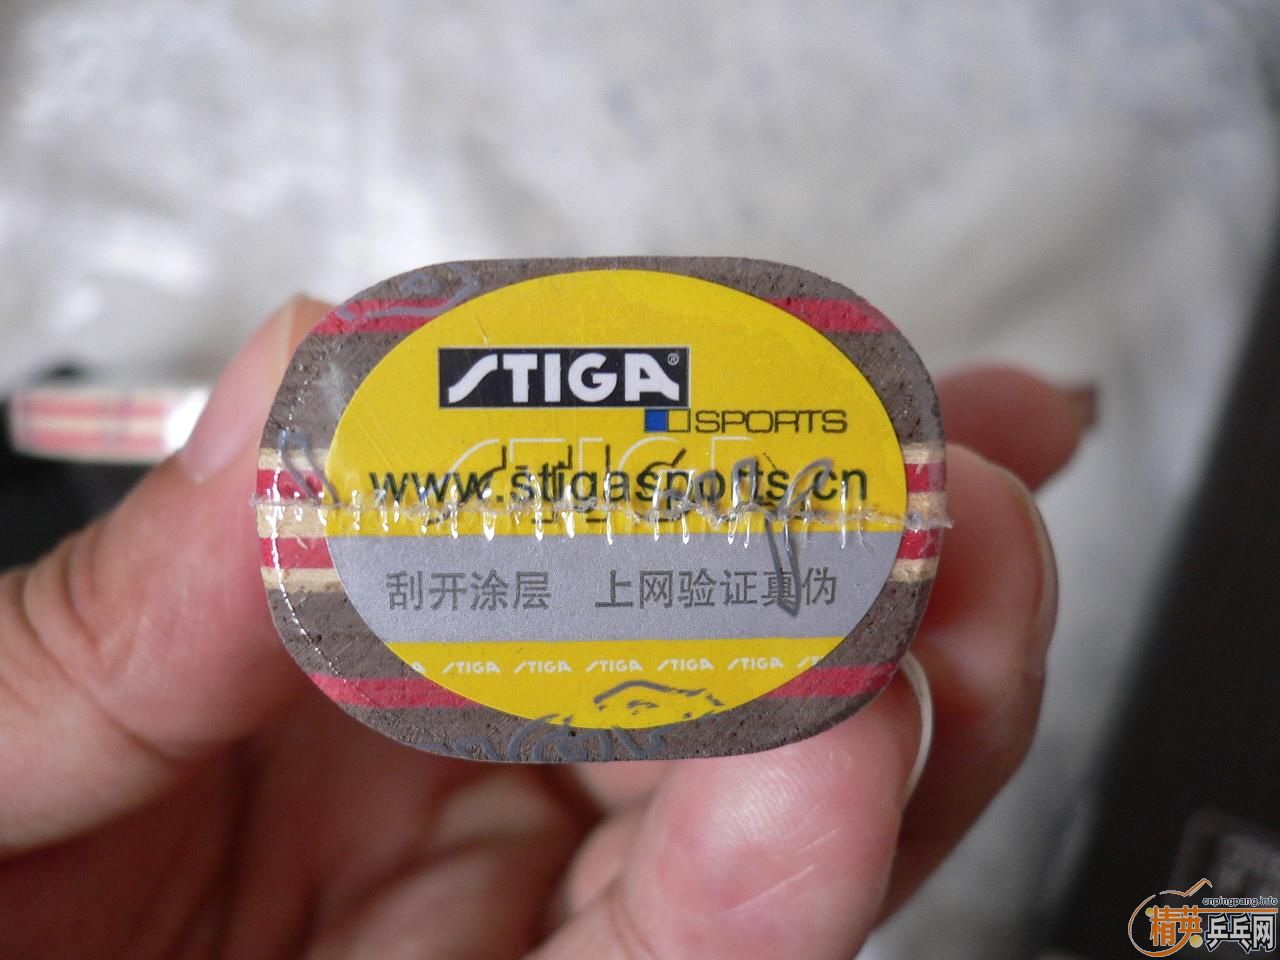 STIGA®
SPORTS
www.stigasports.cn
刮开涂层 上网验证真伪
STIGA STIGA STIGA STIGA STIGA
cnpingpang.info
精英乒乓网